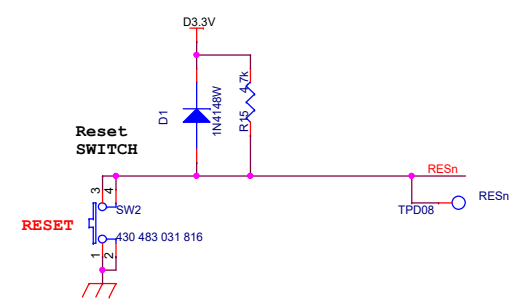 D3.3V
D1
1N4148W
R15
4.7k
Reset
SWITCH
RESn
3
4
SW2
TPD08
RESn
RESET
430 483 031 816
1
2